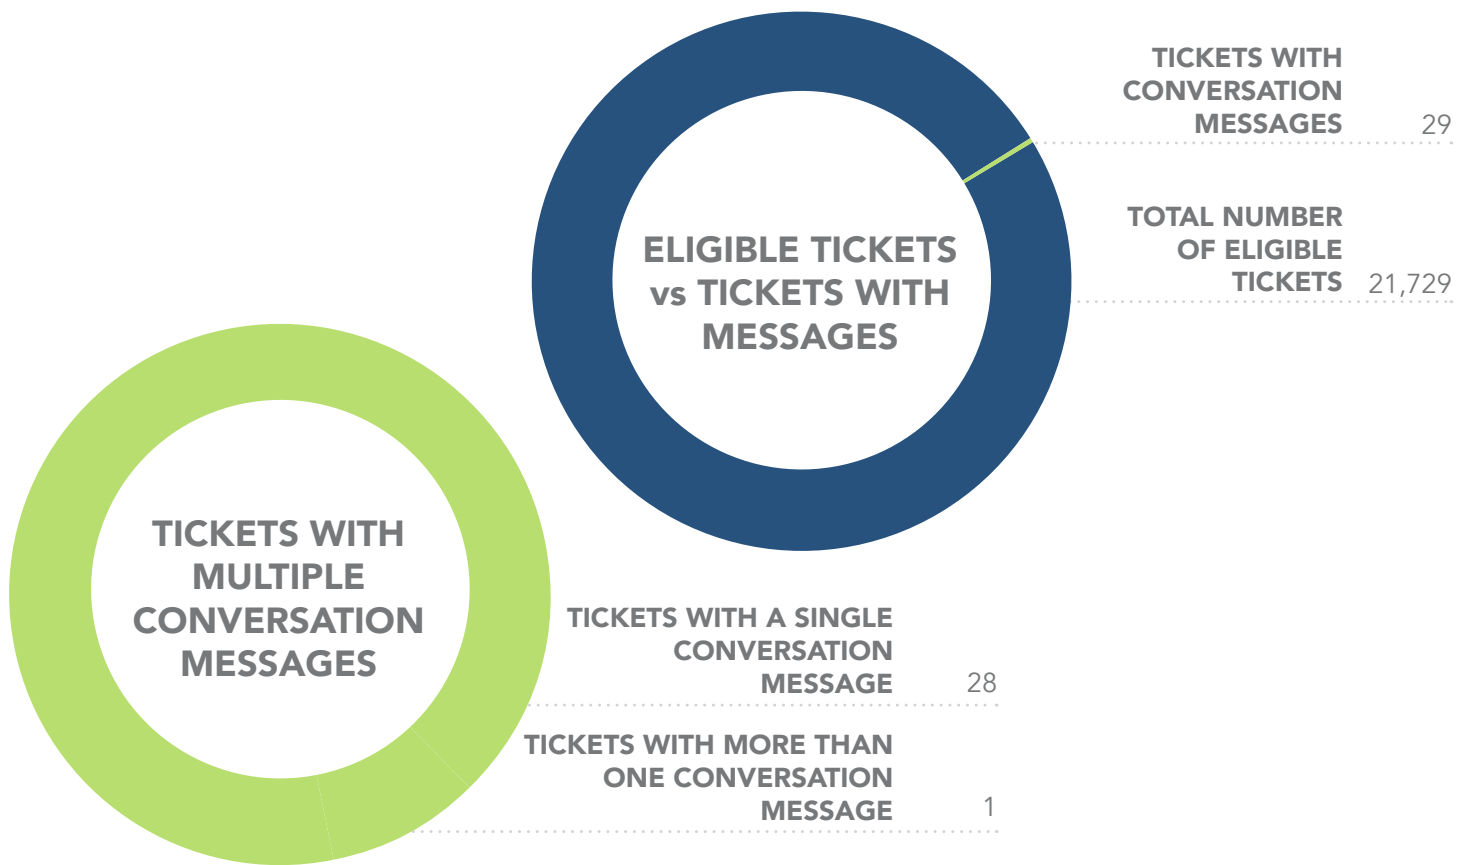 ELIGIBLE TICKETS
vs TICKETS WITH
MESSAGES
TICKETS WITH
CONVERSATION
MESSAGES 29
TOTAL NUMBER
OF ELIGIBLE
TICKETS 21,729
TICKETS WITH
MULTIPLE
CONVERSATION
MESSAGES
TICKETS WITH A SINGLE
CONVERSATION
MESSAGE 28
TICKETS WITH MORE THAN
ONE CONVERSATION
MESSAGE 1